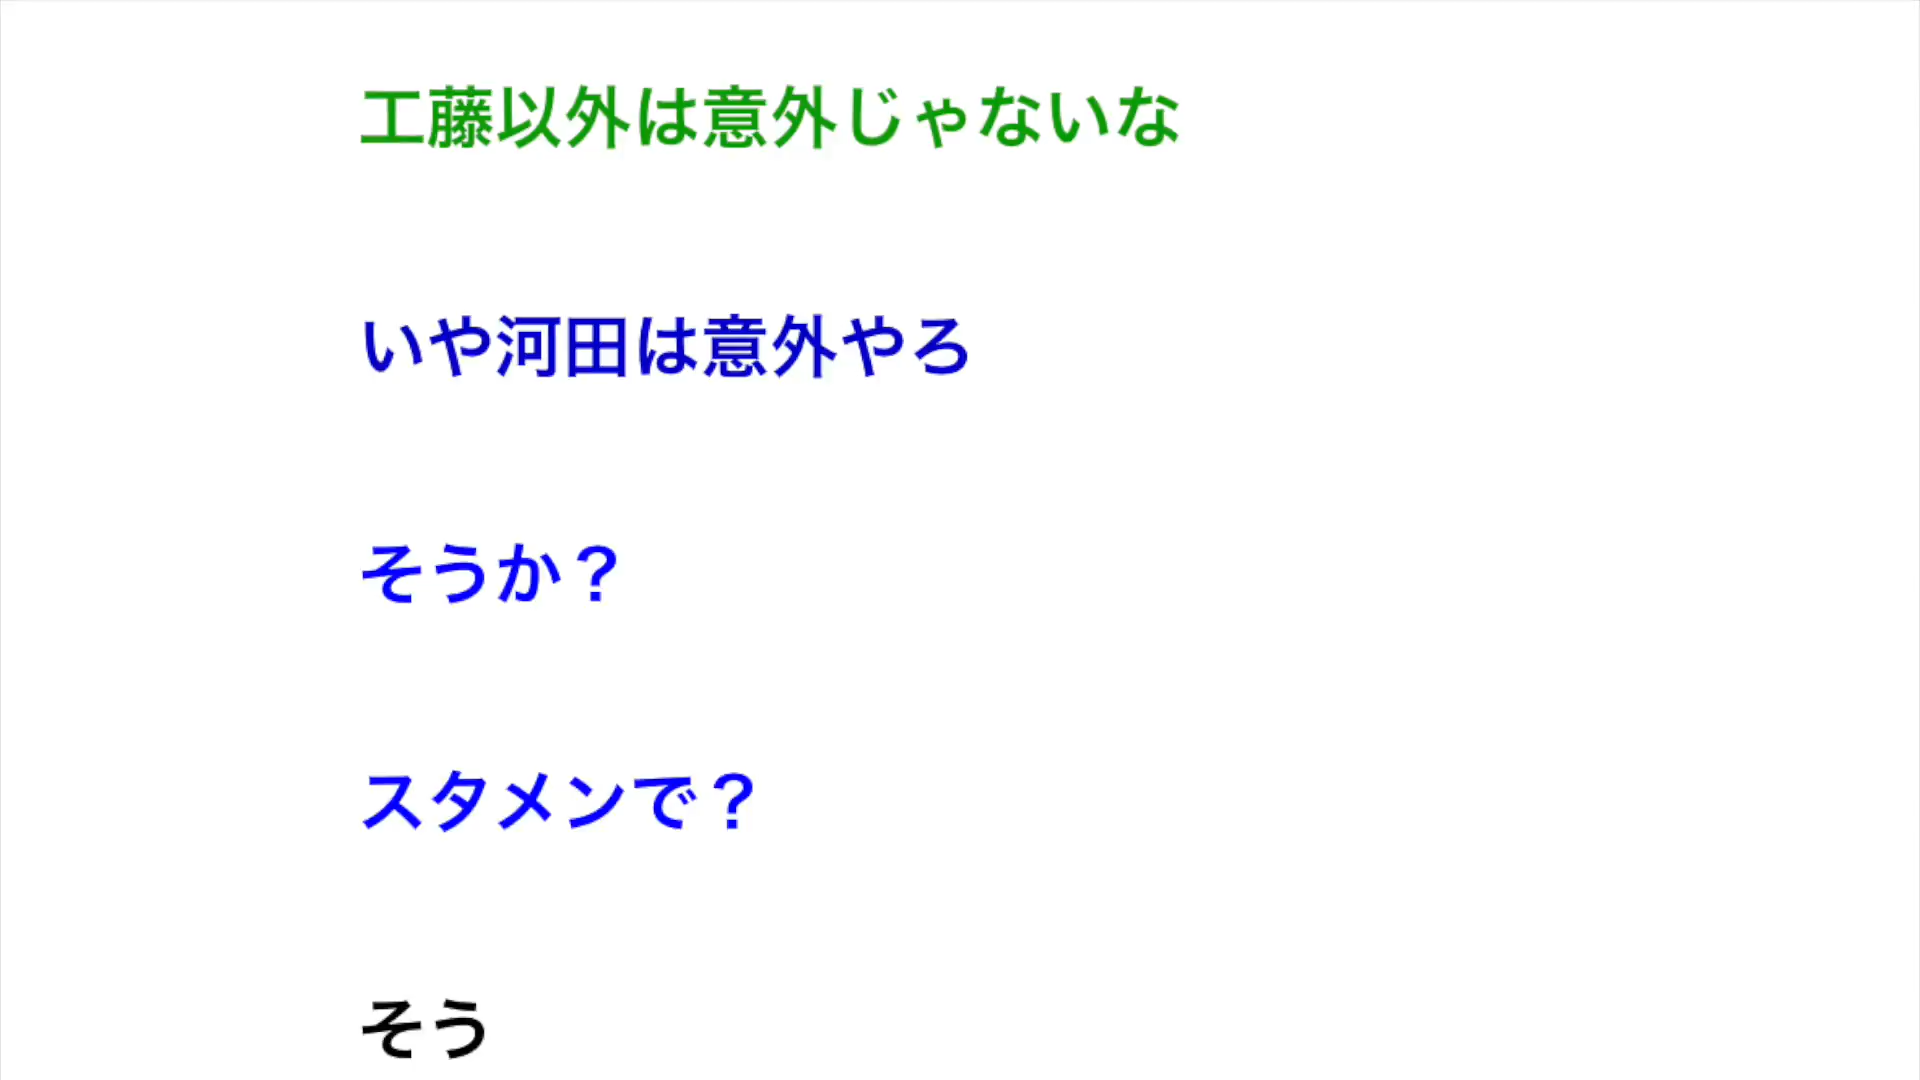 工藤以外は意外じゃないな
いや河田は意外やろ
そうか？
スタメンで？
そう